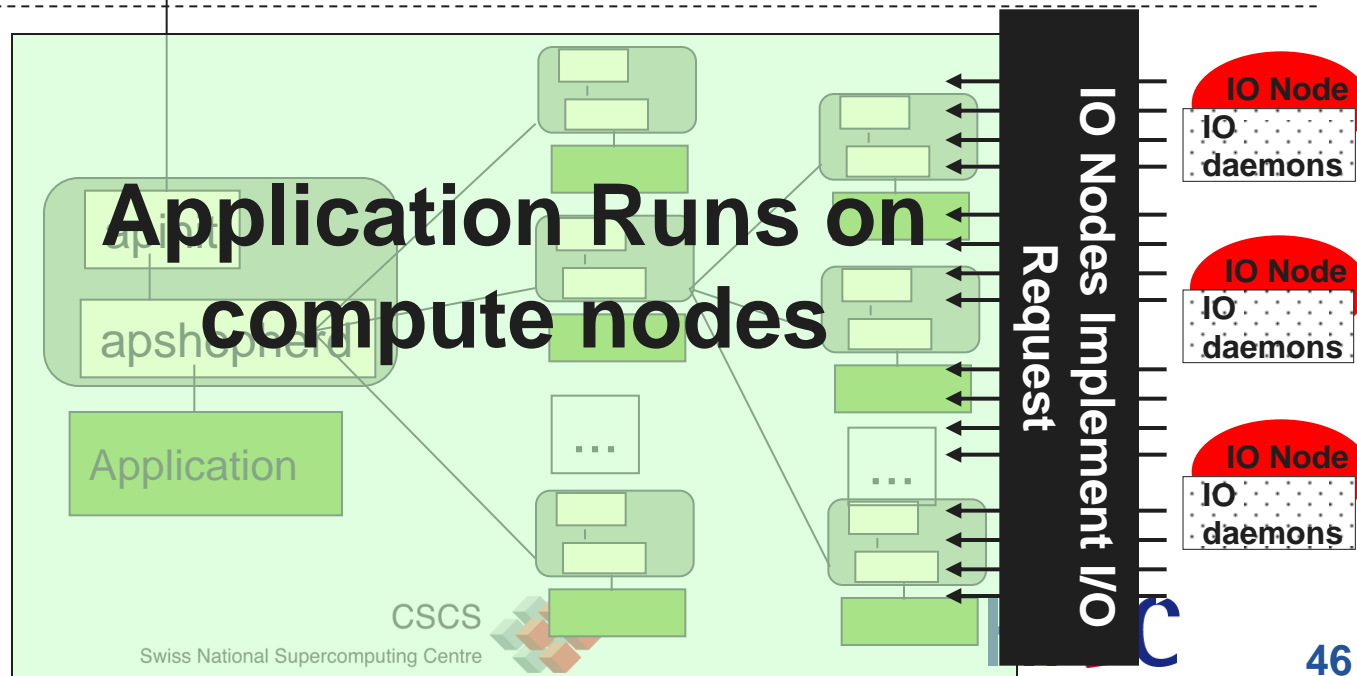 Application Runs on
compute nodes
apinit
apshepherd
Application
...
...
IO Nodes Implement I/O
Request
IO Node
IO
daemons
IO Node
IO
daemons
IO Node
IO
daemons
CSCS
Swiss National Supercomputing Centre
46